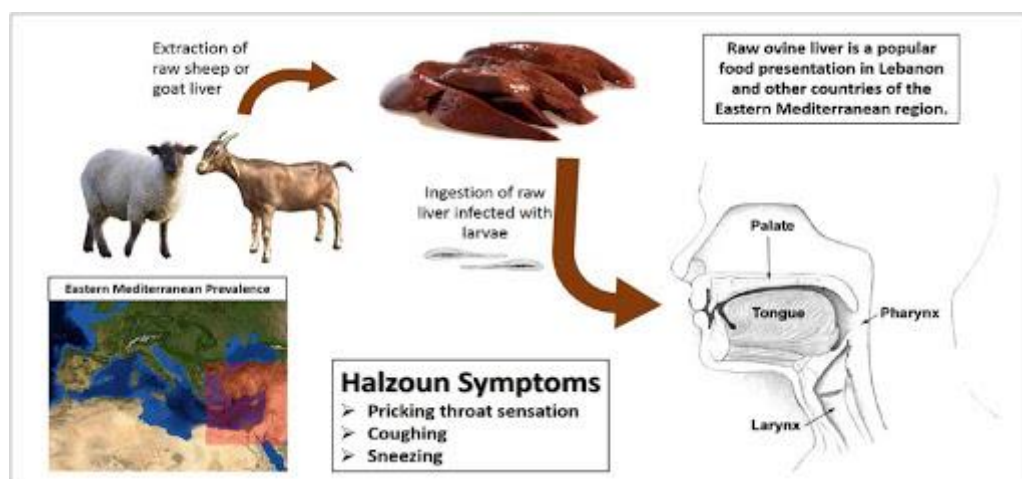 Extraction of
raw sheep or
goat liver
Raw ovine liver is a popular
food presentation in Lebanon
and other countries of the
Eastern Mediterranean region.
Ingestion of raw
liver infected with
larvae
Palate
Tongue
Pharynx
Larynx
Eastern Mediterranean Prevalence
Halzoun Symptoms
➢ Pricking throat sensation
➢ Coughing
➢ Sneezing